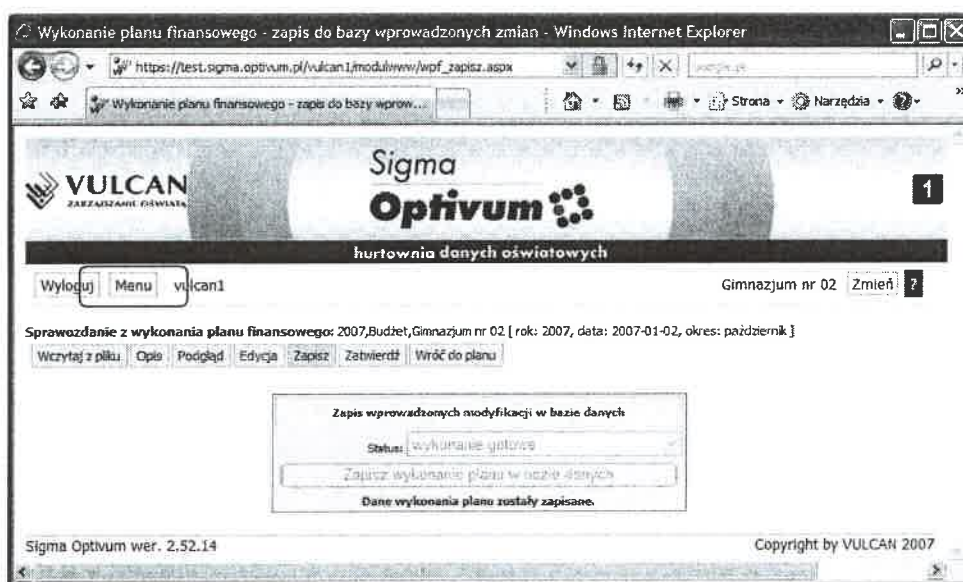 Wykonanie planu finansowego - zapis do bazy wprowadzonych zmian - Windows Internet Explorer
https://test.sigma.optivum.pl/vulcan1/modulwww/wpf_zapisz.aspx
Wykonanie planu finansowego - zapis do bazy wprow...
Strona Narzędzia
VULCAN
ZARZĄDZANIE OŚWIATĄ
Sigma
Optivum
1
hurtownia danych oświatowych
Wyloguj Menu vulcan1 Gimnazjum nr 02 Zmień ?
Sprawozdanie z wykonania planu finansowego: 2007,Budżet,Gimnazjum nr 02 [ rok: 2007, data: 2007-01-02, okres: październik ]
Wczytaj z pliku Opis Podgląd Edycja Zapisz Zatwierdź Wróć do planu
Zapis wprowadzonych modyfikacji w bazie danych
Status: wykonanie gotowe
Zapisz wykonanie planu w bazie danych
Dane wykonania planu zostały zapisane.
Sigma Optivum wer. 2.52.14 Copyright by VULCAN 2007